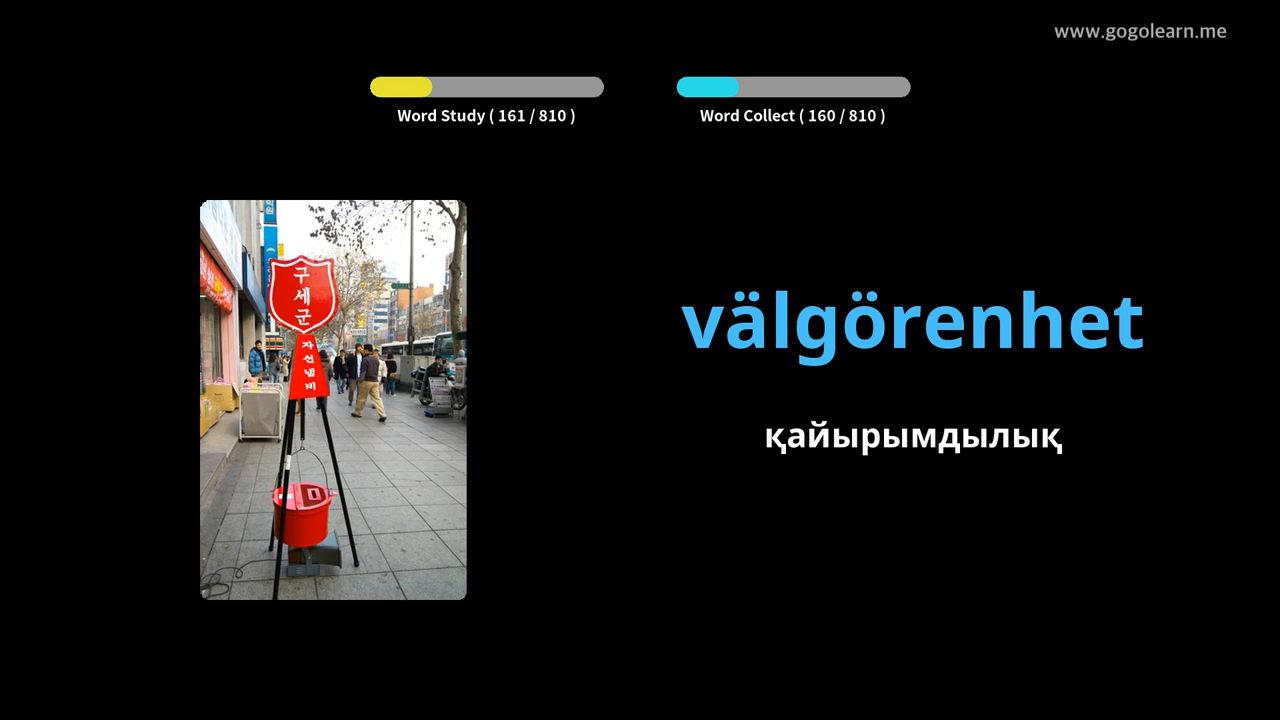 www.gogolearn.me
Word Study ( 161 / 810 )
Word Collect ( 160 / 810 )
구
세
군
자
선
냄
비
välgörenhet
қайырымдылық